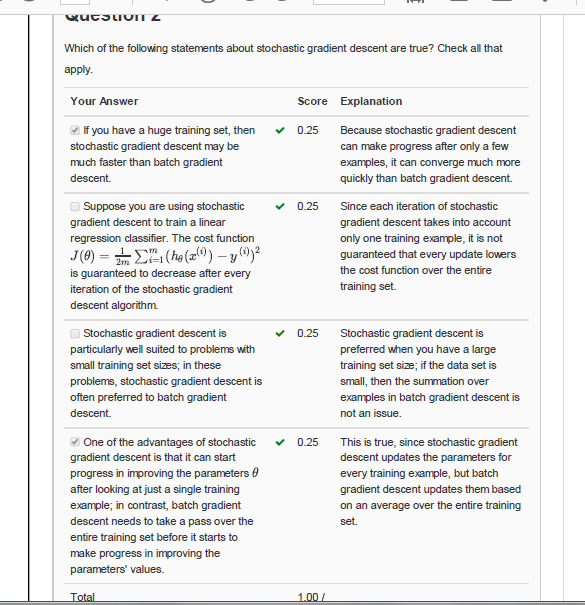 Question 2
Which of the following statements about stochastic gradient descent are true? Check all that
apply.
Your Answer Score Explanation
If you have a huge training set, then
stochastic gradient descent may be
much faster than batch gradient
descent.
0.25
Because stochastic gradient descent
can make progress after only a few
examples, it can converge much more
quickly than batch gradient descent.
Suppose you are using stochastic
gradient descent to train a linear
regression classifier. The cost function
J(θ) = 1/2m ∑ᵢ₌₁ᵐ (hθ(x⁽ⁱ⁾) − y⁽ⁱ⁾)²
is guaranteed to decrease after every
iteration of the stochastic gradient
descent algorithm.
0.25
Since each iteration of stochastic
gradient descent takes into account
only one training example, it is not
guaranteed that every update lowers
the cost function over the entire
training set.
Stochastic gradient descent is
particularly well suited to problems with
small training set sizes; in these
problems, stochastic gradient descent is
often preferred to batch gradient
descent.
0.25
Stochastic gradient descent is
preferred when you have a large
training set size; if the data set is
small, then the summation over
examples in batch gradient descent is
not an issue.
One of the advantages of stochastic
gradient descent is that it can start
progress in improving the parameters θ
after looking at just a single training
example; in contrast, batch gradient
descent needs to take a pass over the
entire training set before it starts to
make progress in improving the
parameters' values.
0.25
This is true, since stochastic gradient
descent updates the parameters for
every training example, but batch
gradient descent updates them based
on an average over the entire training
set.
Total 1.00 /